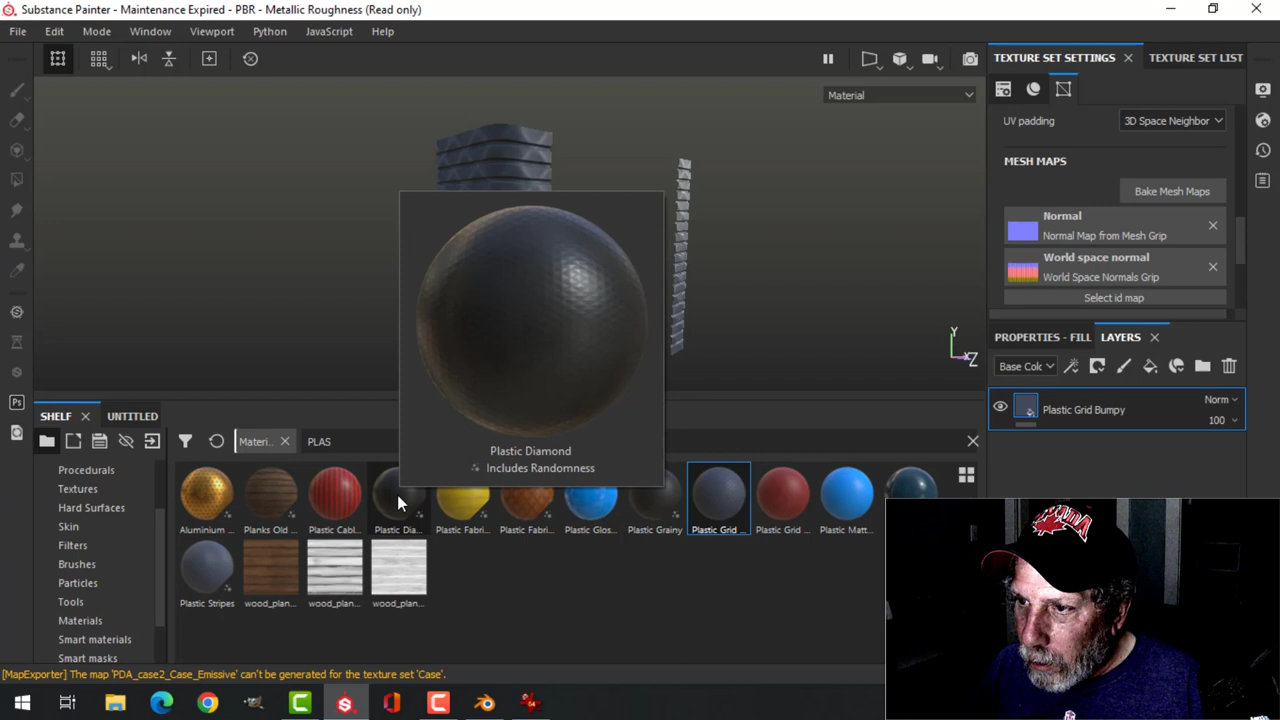 Substance Painter - Maintenance Expired - PBR - Metallic Roughness (Read only)
File Edit Mode Window Viewport Python JavaScript Help
TEXTURE SET SETTINGS TEXTURE SET LIST
Material
UV padding 3D Space Neighbor
MESH MAPS
Bake Mesh Maps
Normal
Normal Map from Mesh Grip
World space normal
World Space Normals Grip
Select id map
Y
Z
PROPERTIES - FILL LAYERS
Base Colc
Norm
Plastic Grid Bumpy
100
Plastic Diamond
Includes Randomness
SHELF UNTITLED
Materi... PLAS
Procedurals
Textures
Hard Surfaces
Skin
Filters
Brushes
Particles
Tools
Materials
Smart materials
Smart masks
Aluminium ... Planks Old ... Plastic Cabl... Plastic Dia... Plastic Fabri... Plastic Fabri... Plastic Glos... Plastic Grainy Plastic Grid ... Plastic Grid ... Plastic Matt...
Plastic Stripes wood_plan... wood_plan... wood_plan...
[MapExporter] The map 'PDA_case2_Case_Emissive' can't be generated for the texture set 'Case'.
Ps